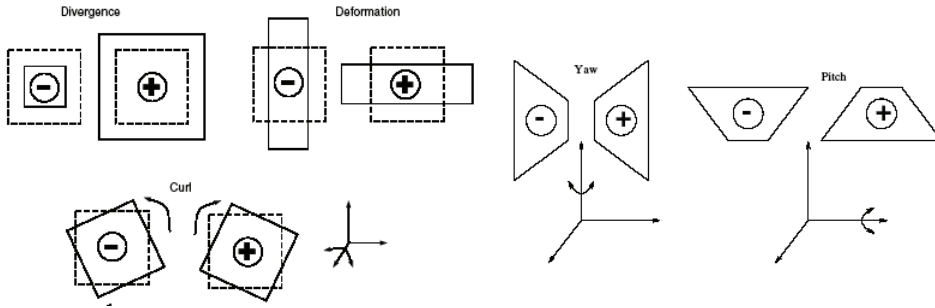 Divergence
Deformation
- + - +
Yaw
- +
Pitch
- +
Curl
- +